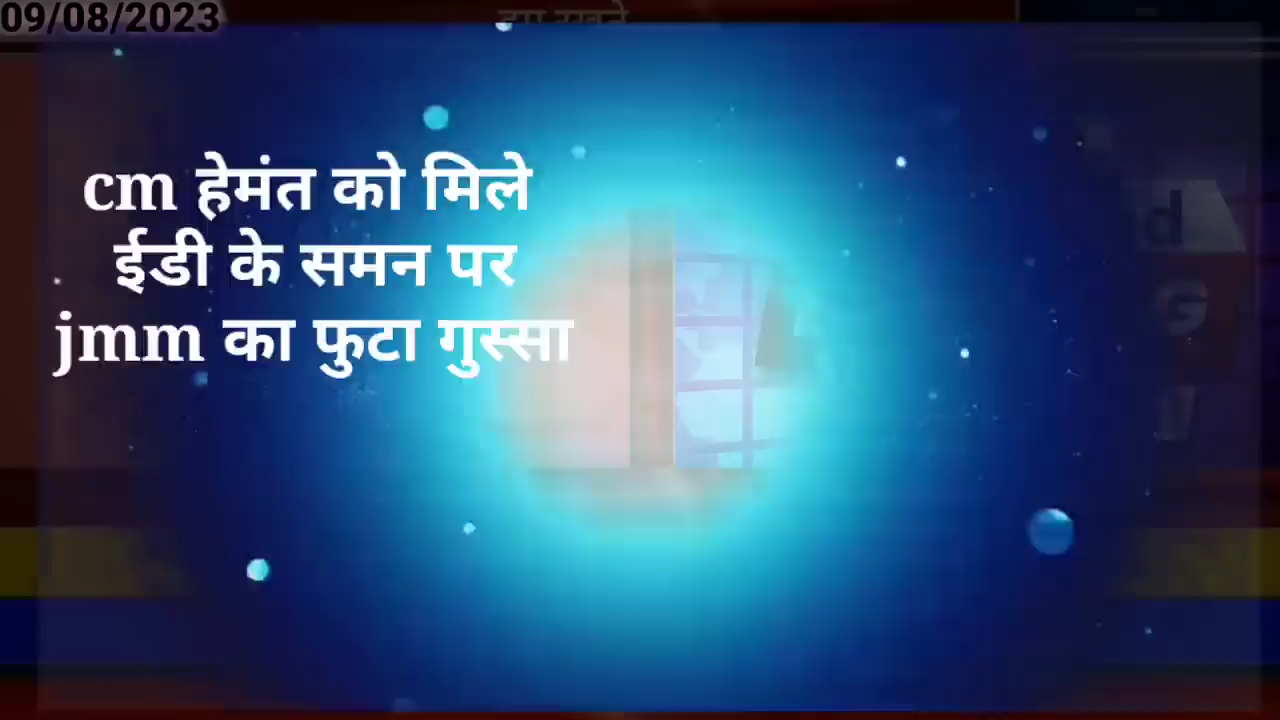 09/08/2023
cm हेमंत को मिले
ईडी के समन पर
jmm का फुटा गुस्सा
d
G